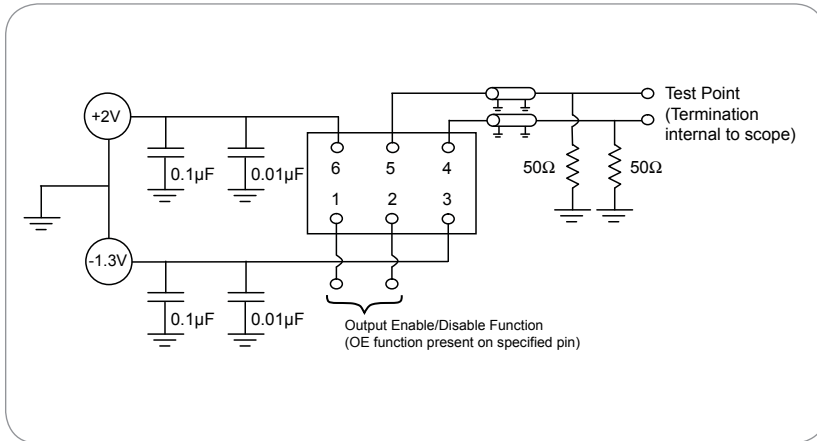 +2V
Test Point
(Termination
internal to scope)
0.1µF
0.01µF
6
5
4
50Ω
50Ω
1
2
3
-1.3V
0.1µF
0.01µF
Output Enable/Disable Function
(OE function present on specified pin)